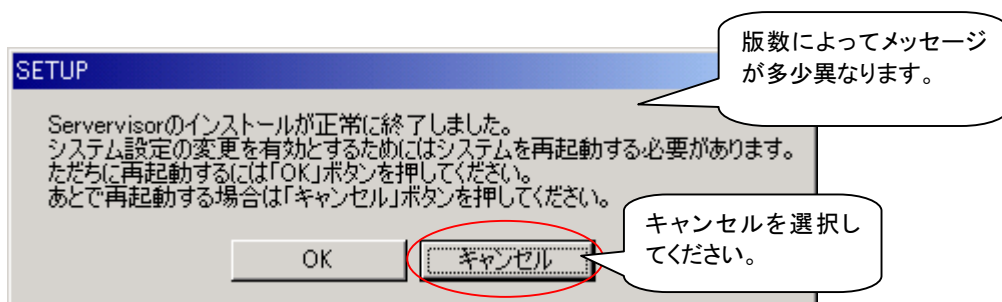 版数によってメッセージ
が多少異なります。
SETUP
Servervisorのインストールが正常に終了しました。
システム設定の変更を有効とするためにはシステムを再起動する必要があります。
ただちに再起動するには「OK」ボタンを押してください。
あとで再起動する場合は「キャンセル」ボタンを押してください。
キャンセルを選択し
てください。
OK
キャンセル